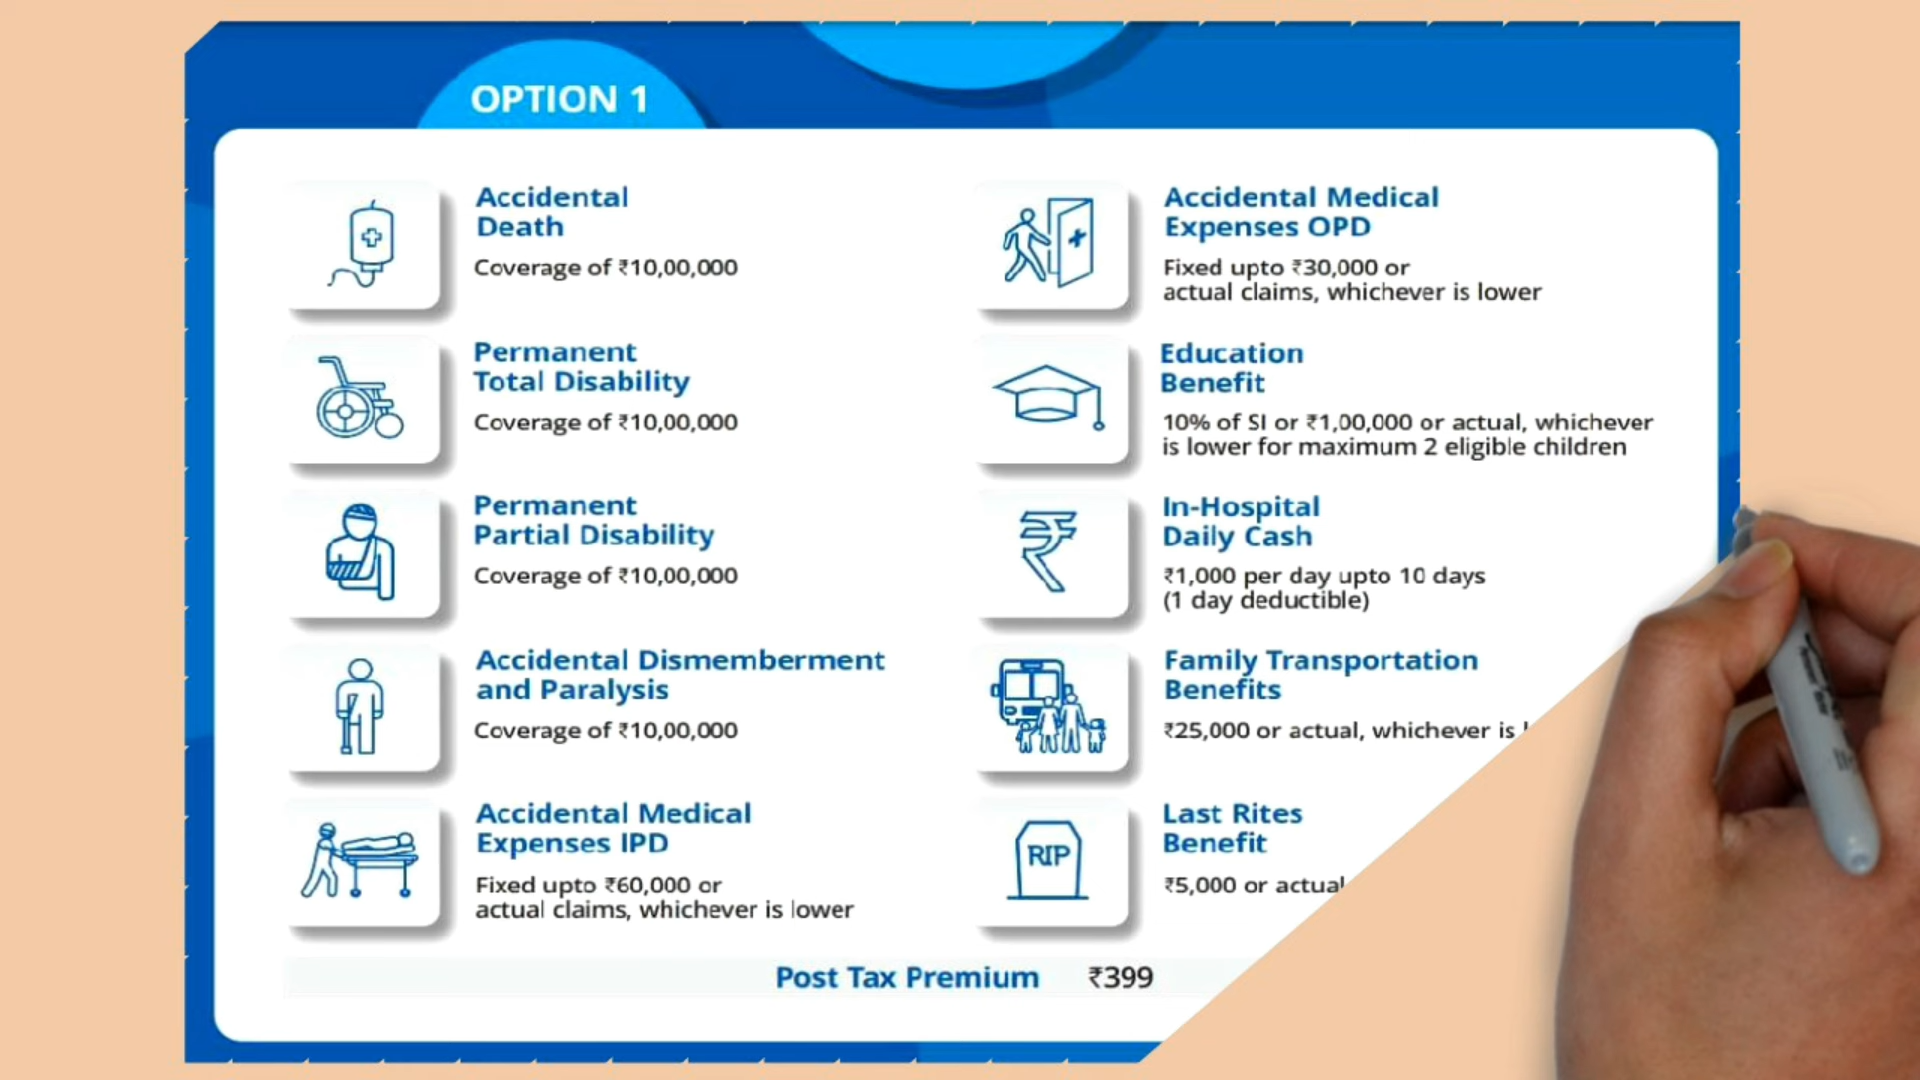 OPTION 1
Accidental
Death
Coverage of ₹10,00,000
Permanent
Total Disability
Coverage of ₹10,00,000
Permanent
Partial Disability
Coverage of ₹10,00,000
Accidental Dismemberment
and Paralysis
Coverage of ₹10,00,000
Accidental Medical
Expenses IPD
Fixed upto ₹60,000 or
actual claims, whichever is lower
Accidental Medical
Expenses OPD
Fixed upto ₹30,000 or
actual claims, whichever is lower
Education
Benefit
10% of SI or ₹1,00,000 or actual, whichever
is lower for maximum 2 eligible children
₹
In-Hospital
Daily Cash
₹1,000 per day upto 10 days
(1 day deductible)
Family Transportation
Benefits
₹25,000 or actual, whichever is
RIP
Last Rites
Benefit
₹5,000 or actual
Post Tax Premium ₹399